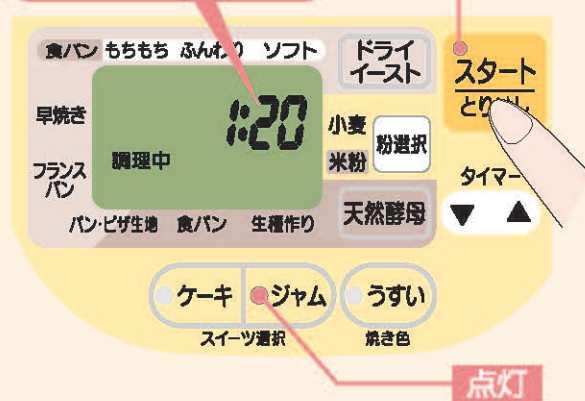 食パン もちもち ふんわり ソフト
ドライ
イースト
スタート
とりけし
早焼き
1:20
小麦
米粉
粉選択
調理中
フランス
パン
タイマー
パン・ピザ生地 食パン 生種作り
天然酵母
▼ ▲
ケーキ ジャム うすい
スイーツ選択 焼き色
点灯